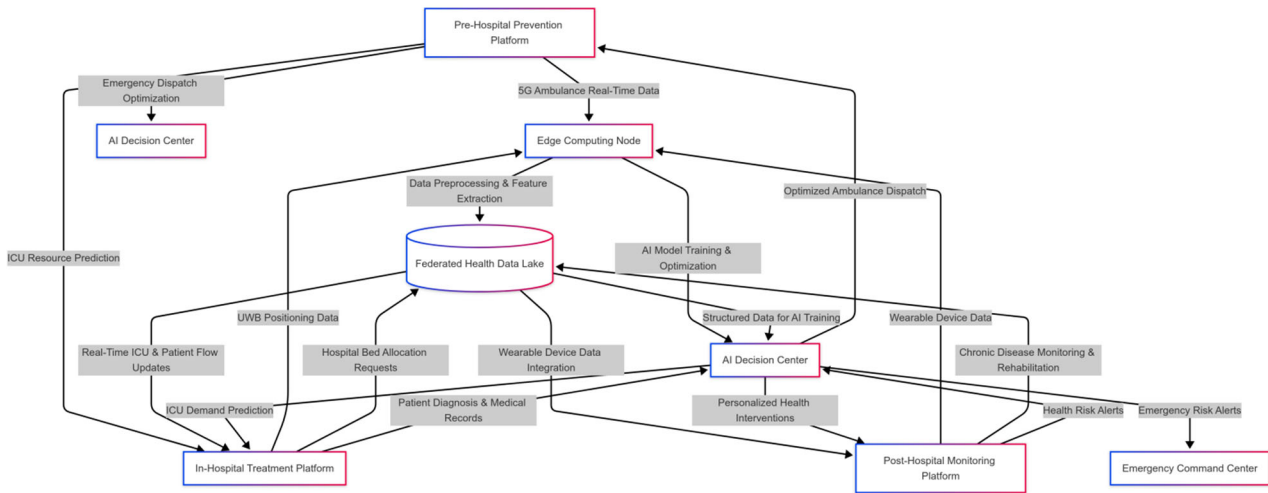 Pre-Hospital Prevention
Platform
Emergency Dispatch
Optimization
5G Ambulance Real-Time Data
AI Decision Center
Edge Computing Node
Data Preprocessing & Feature
Extraction
Optimized Ambulance Dispatch
ICU Resource Prediction
Federated Health Data Lake
AI Model Training &
Optimization
UWB Positioning Data
Structured Data for AI Training
Wearable Device Data
Real-Time ICU & Patient Flow
Updates
Hospital Bed Allocation
Requests
Wearable Device Data
Integration
AI Decision Center
Chronic Disease Monitoring &
Rehabilitation
ICU Demand Prediction
Patient Diagnosis & Medical
Records
Personalized Health
Interventions
Health Risk Alerts
Emergency Risk Alerts
In-Hospital Treatment Platform
Post-Hospital Monitoring
Platform
Emergency Command Center